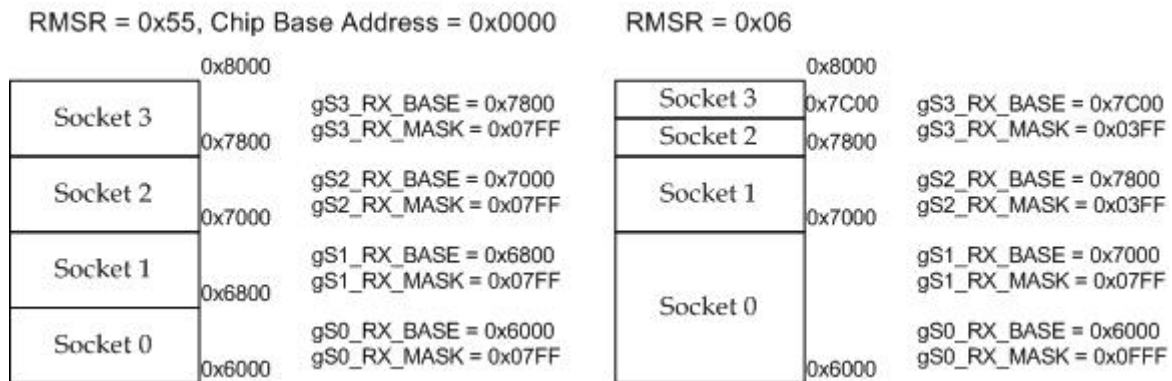 RMSR = 0x55, Chip Base Address = 0x0000
0x8000
Socket 3
gS3_RX_BASE = 0x7800
gS3_RX_MASK = 0x07FF
0x7800
Socket 2
gS2_RX_BASE = 0x7000
gS2_RX_MASK = 0x07FF
0x7000
Socket 1
gS1_RX_BASE = 0x6800
gS1_RX_MASK = 0x07FF
0x6800
Socket 0
gS0_RX_BASE = 0x6000
gS0_RX_MASK = 0x07FF
0x6000
RMSR = 0x06
0x8000
Socket 3
0x7C00
gS3_RX_BASE = 0x7C00
gS3_RX_MASK = 0x03FF
Socket 2
0x7800
gS2_RX_BASE = 0x7800
gS2_RX_MASK = 0x03FF
Socket 1
0x7000
gS1_RX_BASE = 0x7000
gS1_RX_MASK = 0x07FF
Socket 0
gS0_RX_BASE = 0x6000
gS0_RX_MASK = 0x0FFF
0x6000